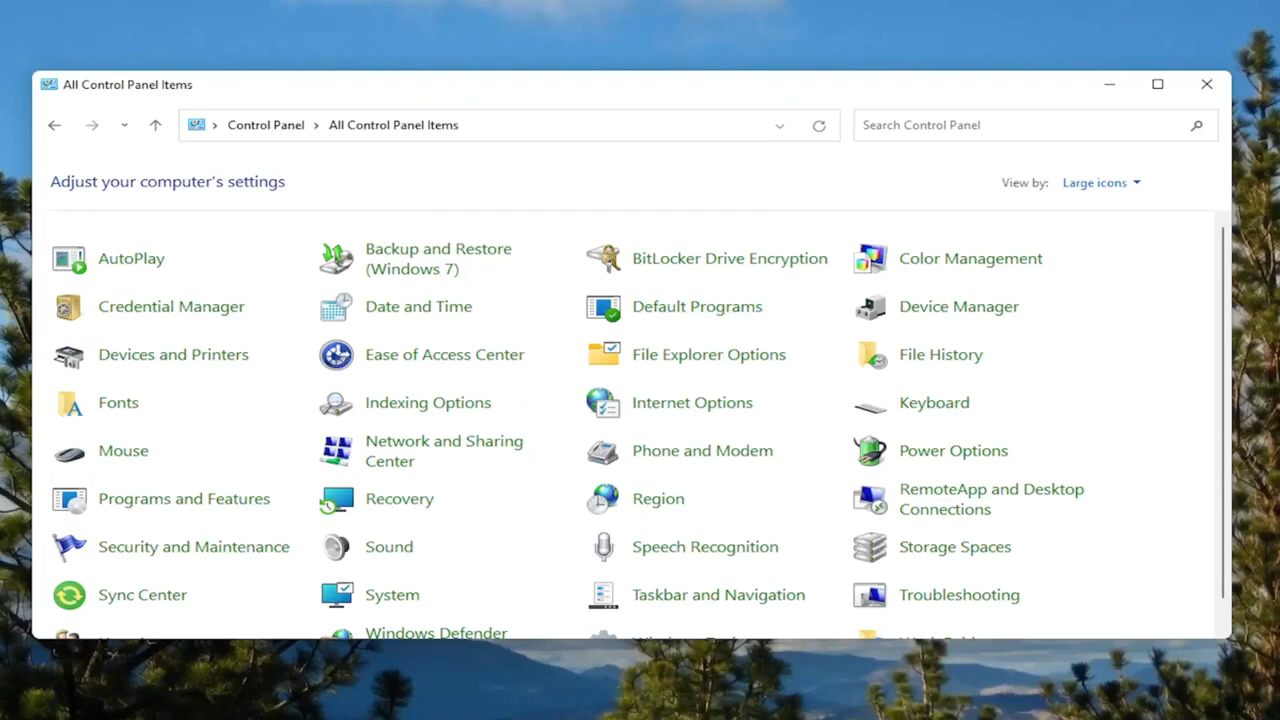 All Control Panel Items
Control Panel
All Control Panel Items
Search Control Panel
Adjust your computer's settings
View by:
Large icons
AutoPlay
Backup and Restore
(Windows 7)
BitLocker Drive Encryption
Color Management
Credential Manager
Date and Time
Default Programs
Device Manager
Devices and Printers
Ease of Access Center
File Explorer Options
File History
Fonts
Indexing Options
Internet Options
Keyboard
Mouse
Network and Sharing
Center
Phone and Modem
Power Options
Programs and Features
Recovery
Region
RemoteApp and Desktop
Connections
Security and Maintenance
Sound
Speech Recognition
Storage Spaces
Sync Center
System
Taskbar and Navigation
Troubleshooting
Windows Defender